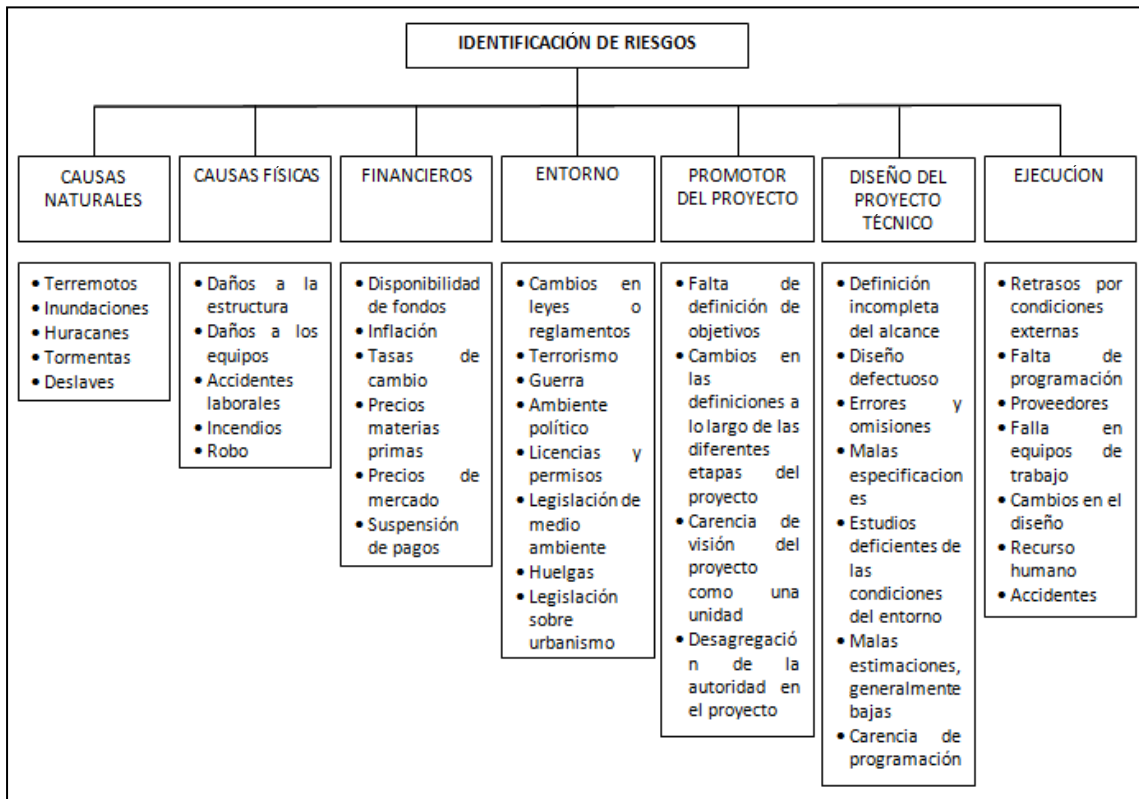 IDENTIFICACIÓN DE RIESGOS
CAUSAS
NATURALES
CAUSAS FÍSICAS
FINANCIEROS
ENTORNO
PROMOTOR
DEL PROYECTO
DISEÑO DEL
PROYECTO
TÉCNICO
EJECUCÍON
• Terremotos
• Inundaciones
• Huracanes
• Tormentas
• Deslaves
• Daños a la
estructura
• Daños a los
equipos
• Accidentes
laborales
• Incendios
• Robo
• Disponibilidad
de fondos
• Inflación
• Tasas de
cambio
• Precios
materias
primas
• Precios de
mercado
• Suspensión
de pagos
• Cambios en
leyes o
reglamentos
• Terrorismo
• Guerra
• Ambiente
político
• Licencias y
permisos
• Legislación de
medio
ambiente
• Huelgas
• Legislación
sobre
urbanismo
• Falta de
definición de
objetivos
• Cambios en
las
definiciones a
lo largo de las
diferentes
etapas del
proyecto
• Carencia de
visión del
proyecto
como una
unidad
• Desagregació
n de la
autoridad en
el proyecto
• Definición
incompleta
del alcance
• Diseño
defectuoso
• Errores y
omisiones
• Malas
especificacion
es
• Estudios
deficientes de
las
condiciones
del entorno
• Malas
estimaciones,
generalmente
bajas
• Carencia de
programación
• Retrasos por
condiciones
externas
• Falta de
programación
• Proveedores
• Falla en
equipos de
trabajo
• Cambios en el
diseño
• Recurso
humano
• Accidentes